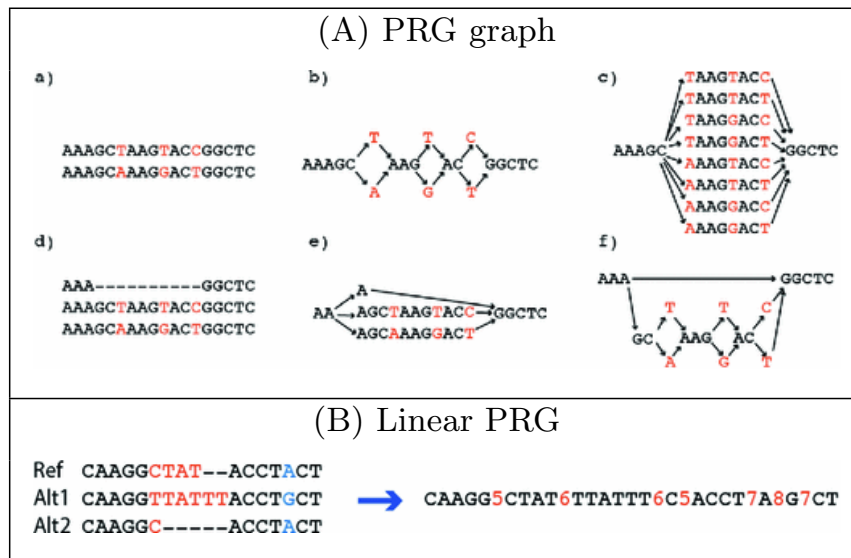 (A) PRG graph
a)
AAAGCTAAGTACCGGCTC
AAAGCAAAGGACTGGCTC
b)
T T C
AAAGC AAG AC GGCTC
A G T
c)
TAAGTACC
TAAGTACT
TAAGGACC
TAAGGACT
AAAGC GGCTC
AAAGTACC
AAAGTACT
AAAGGACC
AAAGGACT
d)
AAA----------GGCTC
AAAGCTAAGTACCGGCTC
AAAGCAAAGGACTGGCTC
e)
A
AA AGCTAAGTACC GGCTC
AGCAAAGGACT
f)
AAA GGCTC
T T C
GC AAG AC
A G T
(B) Linear PRG
Ref CAAGGCTAT--ACCTACT
Alt1 CAAGGTTATTTACCTGCT
Alt2 CAAGGC-----ACCTACT
CAAGG5CTAT6TTATTT6C5ACCT7A8G7CT